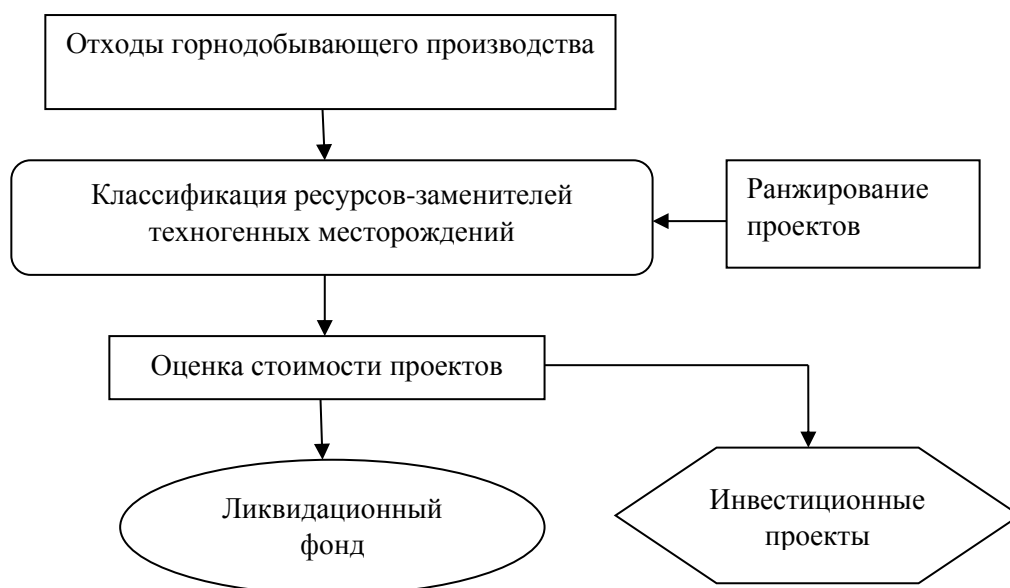 Отходы горнодобывающего производства
Классификация ресурсов-заменителей
техногенных месторождений
Ранжирование
проектов
Оценка стоимости проектов
Ликвидационный
фонд
Инвестиционные
проекты